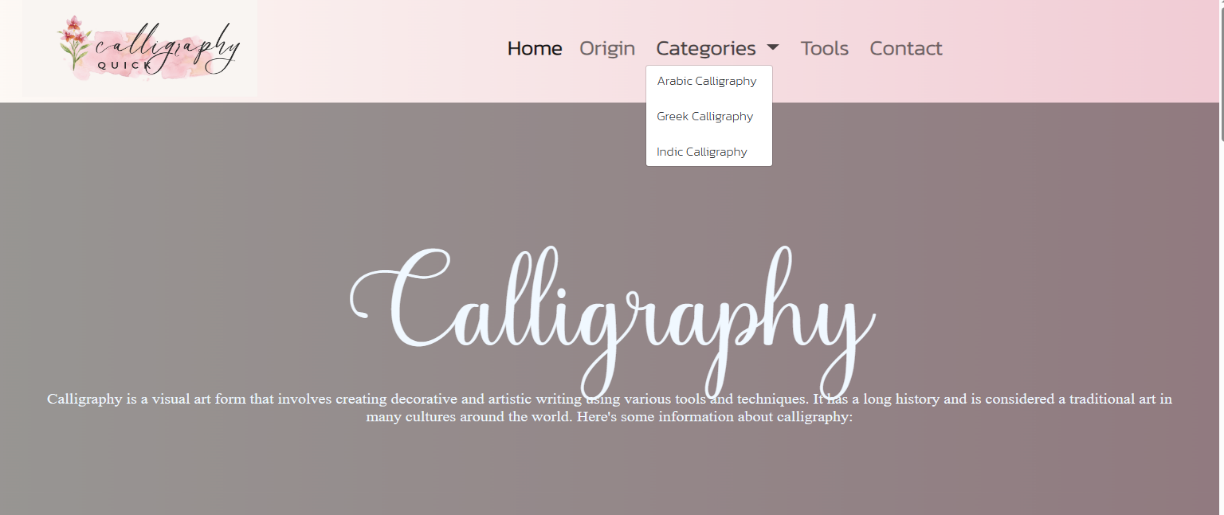 calligraphy
QUICK
Home Origin Categories Tools Contact
Arabic Calligraphy
Greek Calligraphy
Indic Calligraphy
Calligraphy
Calligraphy is a visual art form that involves creating decorative and artistic writing using various tools and techniques. It has a long history and is considered a traditional art in
many cultures around the world. Here's some information about calligraphy: